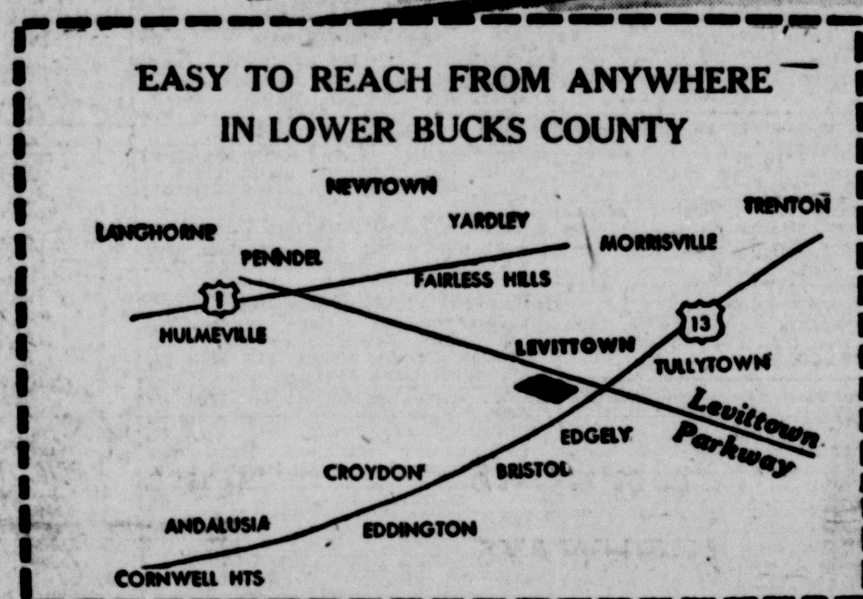 EASY TO REACH FROM ANYWHERE
IN LOWER BUCKS COUNTY
NEWTOWN
TRENTON
YARDLEY
LANGHORNE
MORRISVILLE
PENNDEL
FAIRLESS HILLS
1
13
HULMEVILLE
LEVITTOWN
TULLYTOWN
Levittown
Parkway
EDGELY
CROYDON
BRISTOL
ANDALUSIA
EDDINGTON
CORNWELL HTS